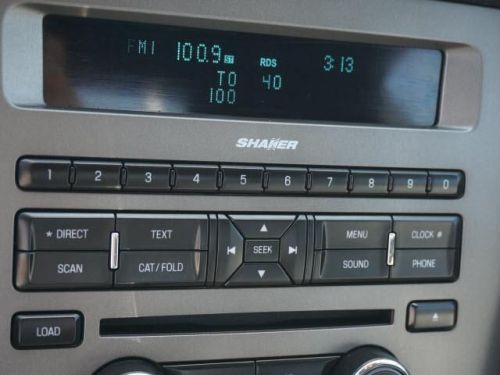 FM1 100.9 ST RDS 3:13
TO 40
100
SHAKER
1 2 3 4 5 6 7 8 9 0
* DIRECT TEXT MENU CLOCK #
SEEK
SCAN CAT/FOLD SOUND PHONE
LOAD